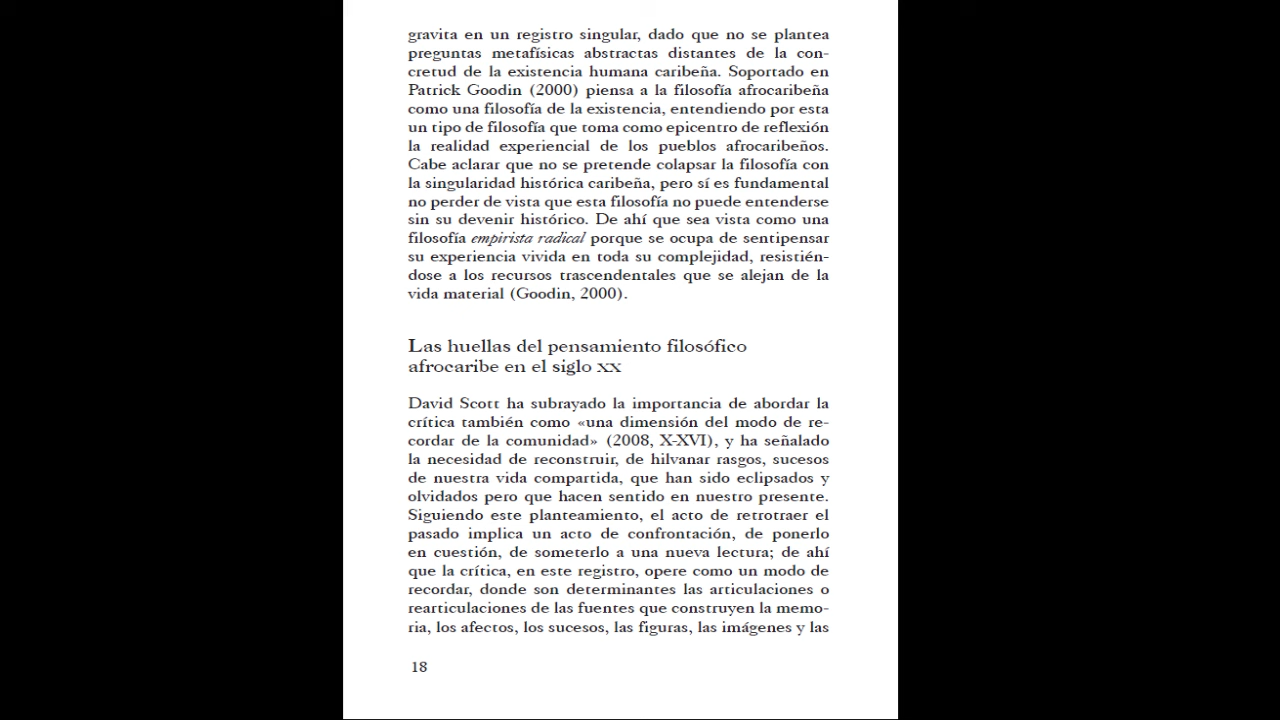 gravita en un registro singular, dado que no se plantea
preguntas metafísicas abstractas distantes de la con-
cretud de la existencia humana caribeña. Soportado en
Patrick Goodin (2000) piensa a la filosofía afrocaribeña
como una filosofía de la existencia, entendiendo por esta
un tipo de filosofía que toma como epicentro de reflexión
la realidad experiencial de los pueblos afrocaribeños.
Cabe aclarar que no se pretende colapsar la filosofía con
la singularidad histórica caribeña, pero sí es fundamental
no perder de vista que esta filosofía no puede entenderse
sin su devenir histórico. De ahí que sea vista como una
filosofía empirista radical porque se ocupa de sentipensar
su experiencia vivida en toda su complejidad, resistién-
dose a los recursos trascendentales que se alejan de la
vida material (Goodin, 2000).
Las huellas del pensamiento filosófico
afrocaribe en el siglo XX
David Scott ha subrayado la importancia de abordar la
crítica también como «una dimensión del modo de re-
cordar de la comunidad» (2008, X-XVI), y ha señalado
la necesidad de reconstruir, de hilvanar rasgos, sucesos
de nuestra vida compartida, que han sido eclipsados y
olvidados pero que hacen sentido en nuestro presente.
Siguiendo este planteamiento, el acto de retrotraer el
pasado implica un acto de confrontación, de ponerlo
en cuestión, de someterlo a una nueva lectura; de ahí
que la crítica, en este registro, opere como un modo de
recordar, donde son determinantes las articulaciones o
rearticulaciones de las fuentes que construyen la memo-
ria, los afectos, los sucesos, las figuras, las imágenes y las
18